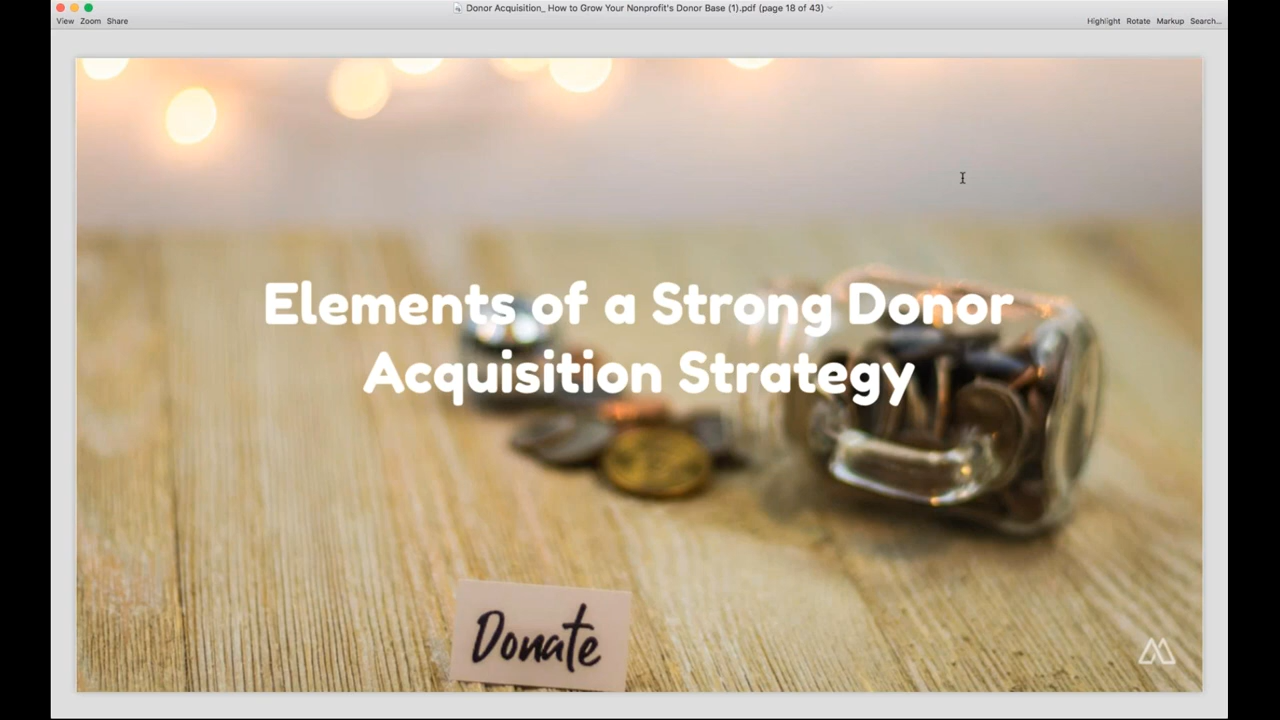 Donor Acquisition_ How to Grow Your Nonprofit's Donor Base (1).pdf (page 18 of 43)
View Zoom Share
Highlight Rotate Markup Search...
Elements of a Strong Donor
Acquisition Strategy
Donate